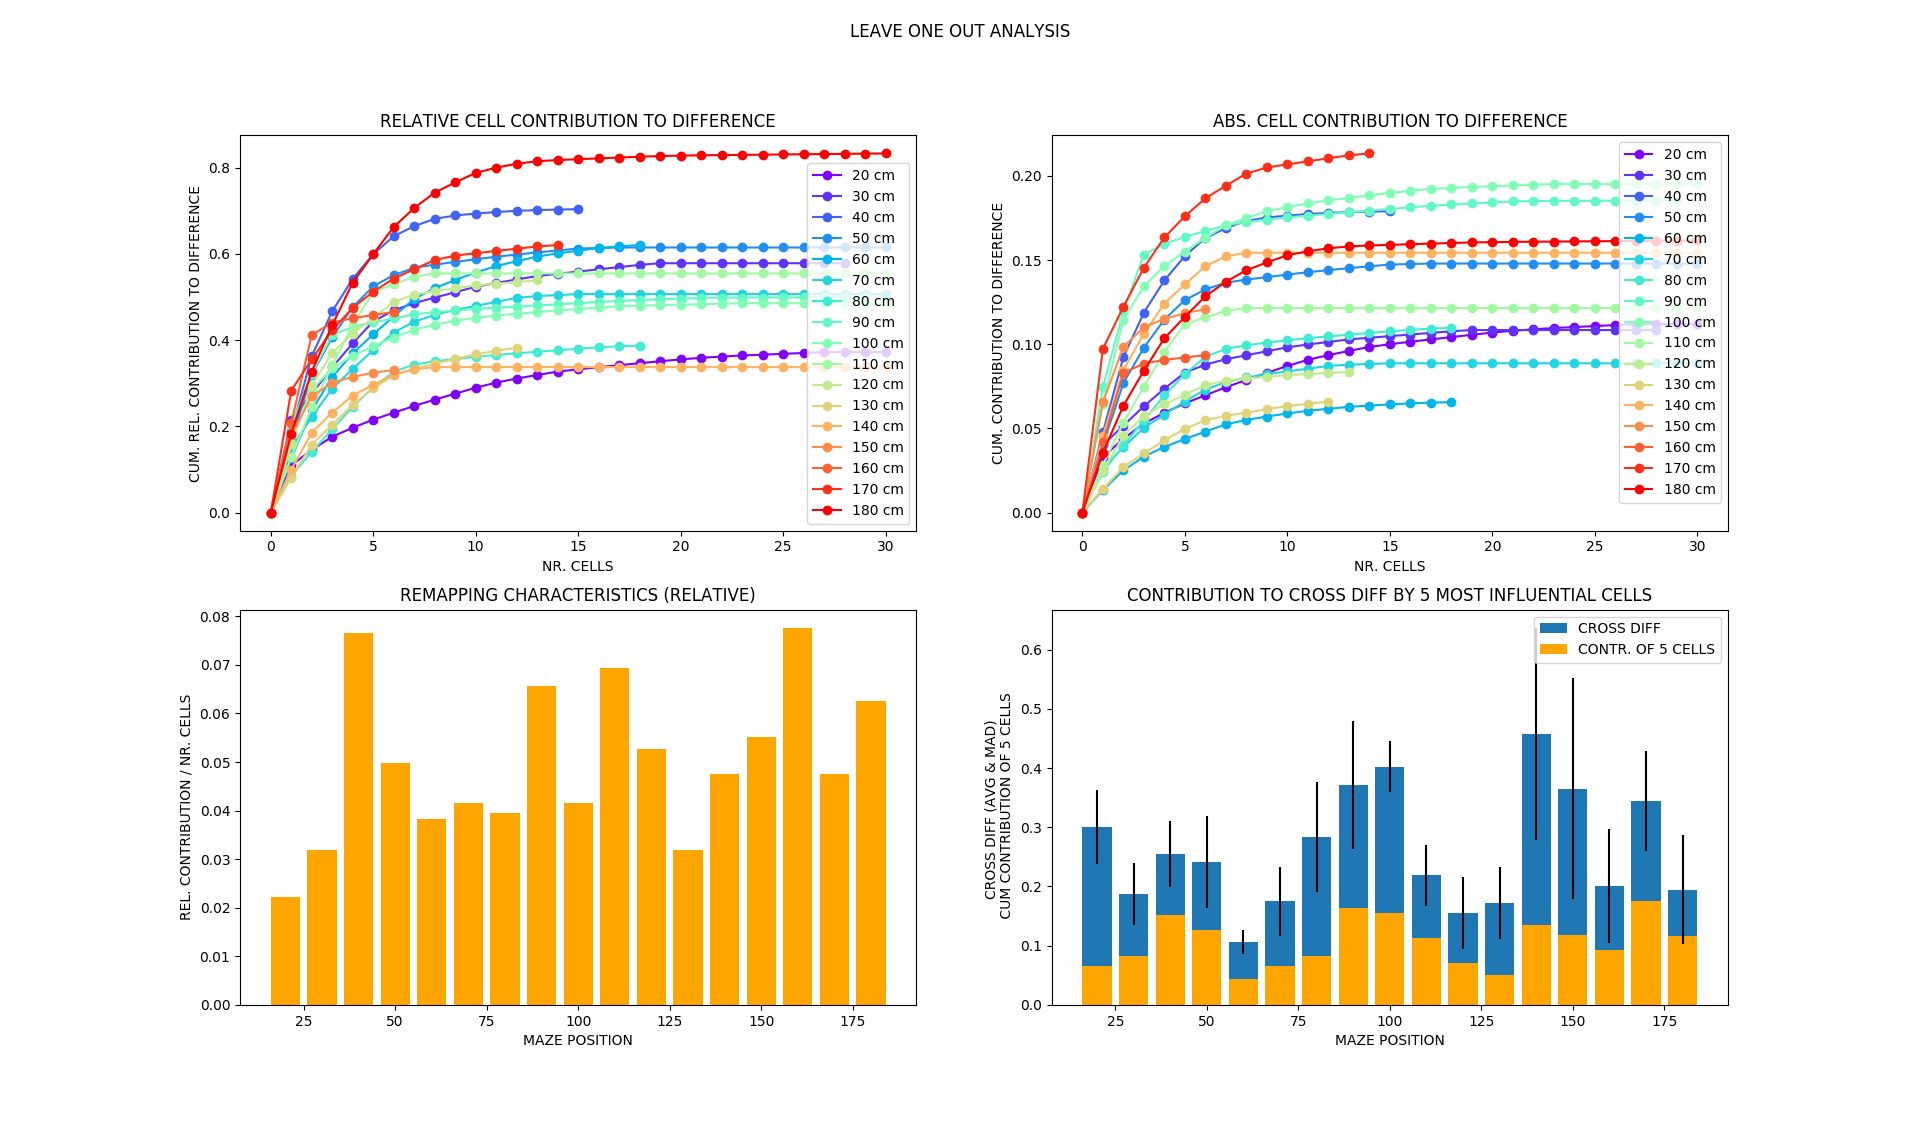 LEAVE ONE OUT ANALYSIS
RELATIVE CELL CONTRIBUTION TO DIFFERENCE
CUM. REL. CONTRIBUTION TO DIFFERENCE
0.8
0.6
0.4
0.2
0.0
0 5 10 15 20 25 30
NR. CELLS
20 cm
30 cm
40 cm
50 cm
60 cm
70 cm
80 cm
90 cm
100 cm
110 cm
120 cm
130 cm
140 cm
150 cm
160 cm
170 cm
180 cm
ABS. CELL CONTRIBUTION TO DIFFERENCE
CUM. CONTRIBUTION TO DIFFERENCE
0.20
0.15
0.10
0.05
0.00
0 5 10 15 20 25 30
NR. CELLS
20 cm
30 cm
40 cm
50 cm
60 cm
70 cm
80 cm
90 cm
100 cm
110 cm
120 cm
130 cm
140 cm
150 cm
160 cm
170 cm
180 cm
REMAPPING CHARACTERISTICS (RELATIVE)
REL. CONTRIBUTION / NR. CELLS
0.08
0.07
0.06
0.05
0.04
0.03
0.02
0.01
0.00
25 50 75 100 125 150 175
MAZE POSITION
CONTRIBUTION TO CROSS DIFF BY 5 MOST INFLUENTIAL CELLS
CROSS DIFF (AVG & MAD)
CUM CONTRIBUTION OF 5 CELLS
0.6
0.5
0.4
0.3
0.2
0.1
0.0
25 50 75 100 125 150 175
MAZE POSITION
CROSS DIFF
CONTR. OF 5 CELLS